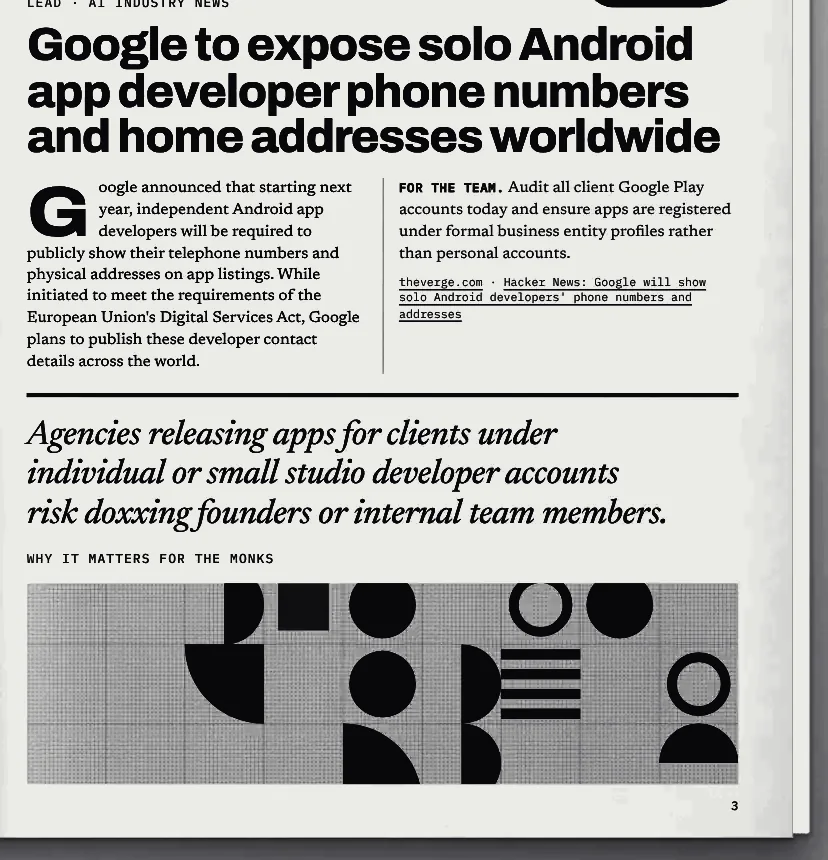 LEAD · AI INDUSTRY NEWS
Google to expose solo Android
app developer phone numbers
and home addresses worldwide
Google announced that starting next
year, independent Android app
developers will be required to
publicly show their telephone numbers and
physical addresses on app listings. While
initiated to meet the requirements of the
European Union's Digital Services Act, Google
plans to publish these developer contact
details across the world.
FOR THE TEAM. Audit all client Google Play
accounts today and ensure apps are registered
under formal business entity profiles rather
than personal accounts.
theverge.com · Hacker News: Google will show
solo Android developers' phone numbers and
addresses
Agencies releasing apps for clients under
individual or small studio developer accounts
risk doxxing founders or internal team members.
WHY IT MATTERS FOR THE MONKS
3